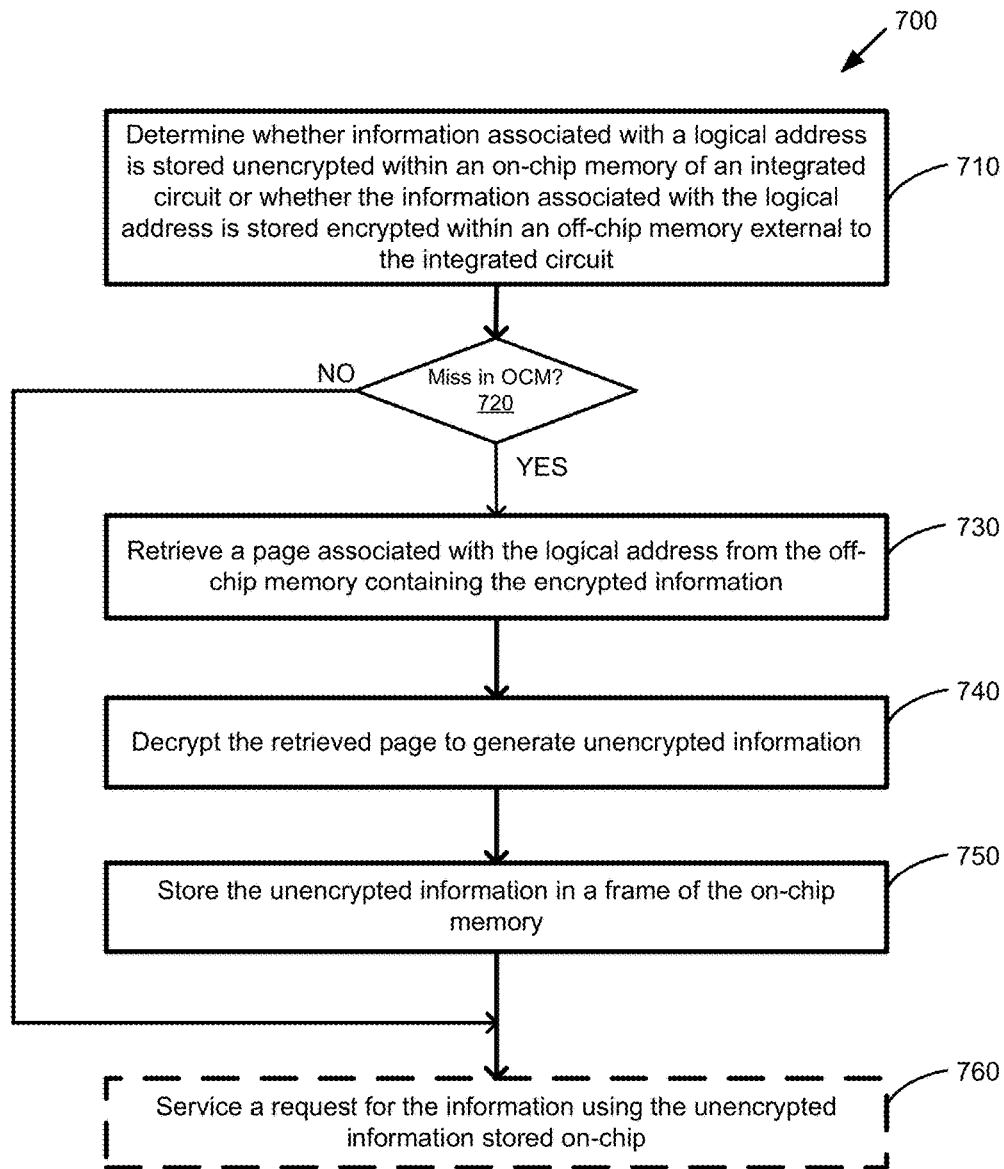 700
Determine whether information associated with a logical address
is stored unencrypted within an on-chip memory of an integrated
circuit or whether the information associated with the logical
address is stored encrypted within an off-chip memory external to
the integrated circuit
710
NO
Miss in OCM?
720
YES
Retrieve a page associated with the logical address from the off-
chip memory containing the encrypted information
730
Decrypt the retrieved page to generate unencrypted information
740
Store the unencrypted information in a frame of the on-chip
memory
750
Service a request for the information using the unencrypted
information stored on-chip
760